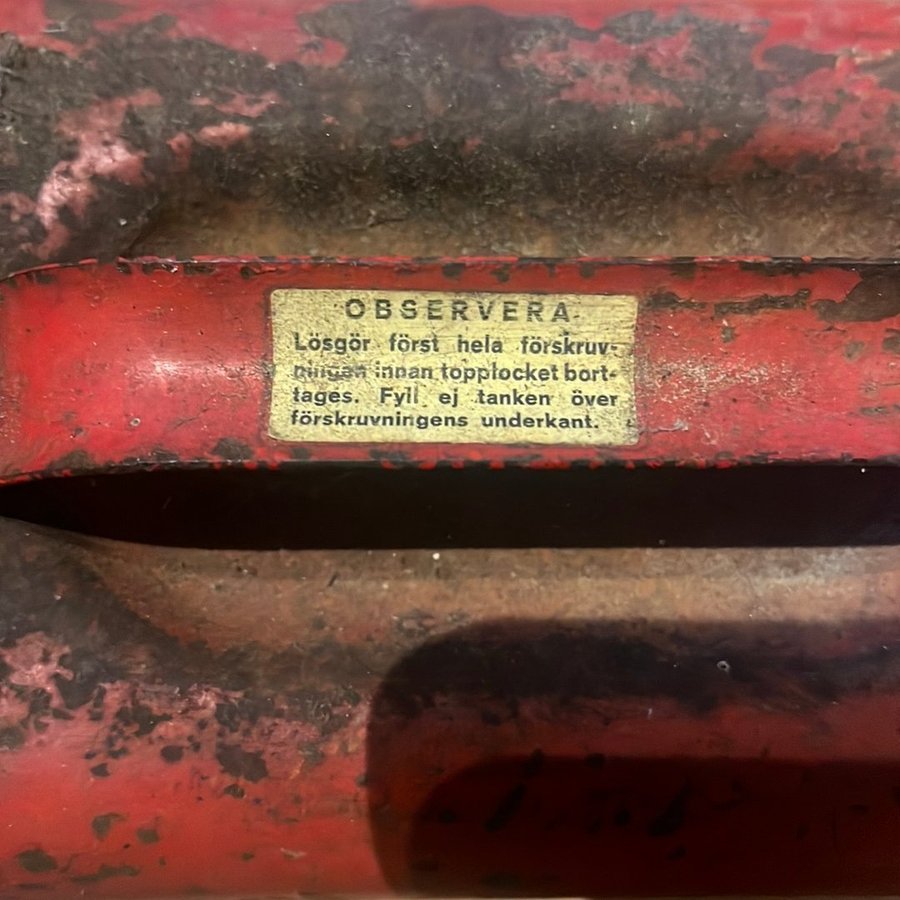 OBSERVERA
Lösgör först hela förskruv-
ningen innan topplocket bort-
tages. Fyll ej tanken över
förskruvningens underkant.